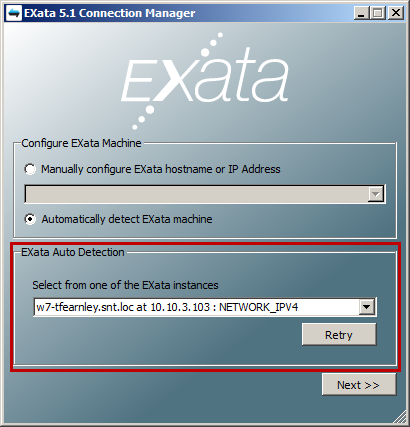 EXata 5.1 Connection Manager
EXata
Configure EXata Machine
Manually configure EXata hostname or IP Address
Automatically detect EXata machine
EXata Auto Detection
Select from one of the EXata instances
w7-tfearnley.snt.loc at 10.10.3.103 : NETWORK_IPV4
Retry
Next >>